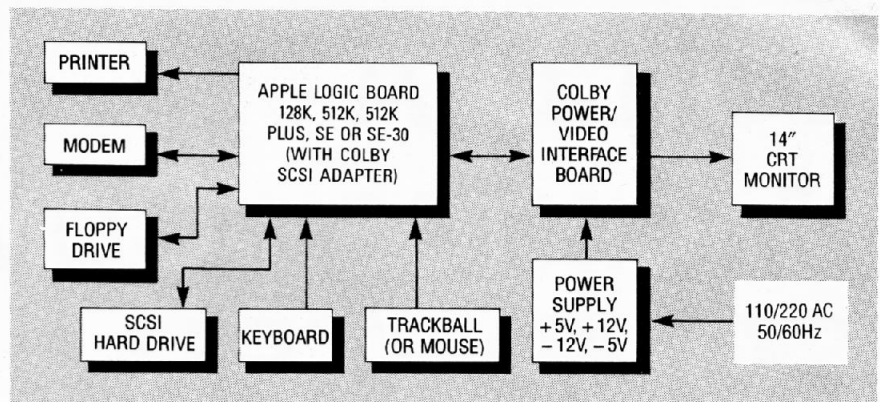 PRINTER
MODEM
FLOPPY
DRIVE
SCSI
HARD DRIVE
KEYBOARD
TRACKBALL
(OR MOUSE)
APPLE LOGIC BOARD
128K, 512K, 512K
PLUS, SE OR SE-30
(WITH COLBY
SCSI ADAPTER)
COLBY
POWER/
VIDEO
INTERFACE
BOARD
14″
CRT
MONITOR
POWER
SUPPLY
+5V, +12V,
−12V, −5V
110/220 AC
50/60Hz